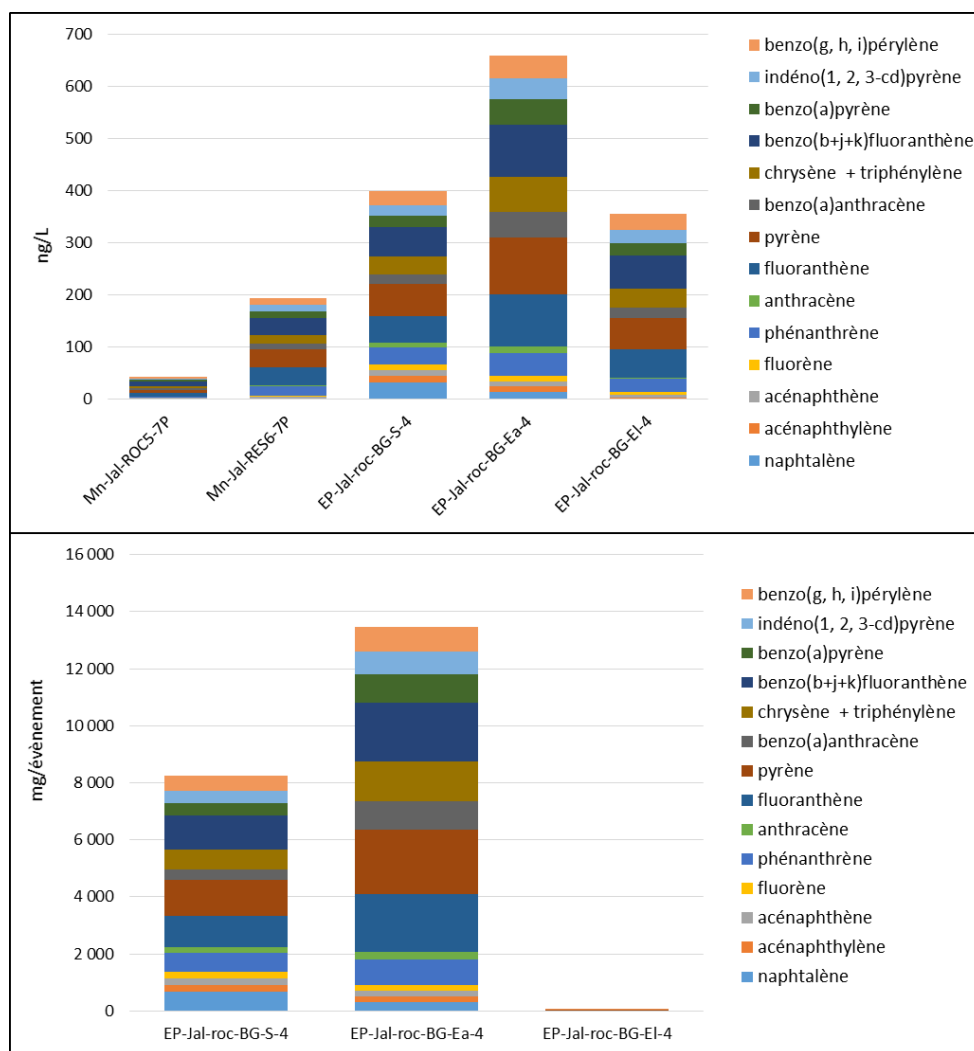 700
600
500
400
300
200
100
0
ng/L
Mn-Jal-ROC5-7P
Mn-Jal-RES6-7P
EP-Jal-roc-BG-S-4
EP-Jal-roc-BG-Ea-4
EP-Jal-roc-BG-El-4
benzo(g, h, i)pérylène
indéno(1, 2, 3-cd)pyrène
benzo(a)pyrène
benzo(b+j+k)fluoranthène
chrysène + triphénylène
benzo(a)anthracène
pyrène
fluoranthène
anthracène
phénanthrène
fluorène
acénaphthène
acénaphthylène
naphtalène
16 000
14 000
12 000
10 000
8 000
6 000
4 000
2 000
0
mg/évènement
EP-Jal-roc-BG-S-4
EP-Jal-roc-BG-Ea-4
EP-Jal-roc-BG-El-4
benzo(g, h, i)pérylène
indéno(1, 2, 3-cd)pyrène
benzo(a)pyrène
benzo(b+j+k)fluoranthène
chrysène + triphénylène
benzo(a)anthracène
pyrène
fluoranthène
anthracène
phénanthrène
fluorène
acénaphthène
acénaphthylène
naphtalène